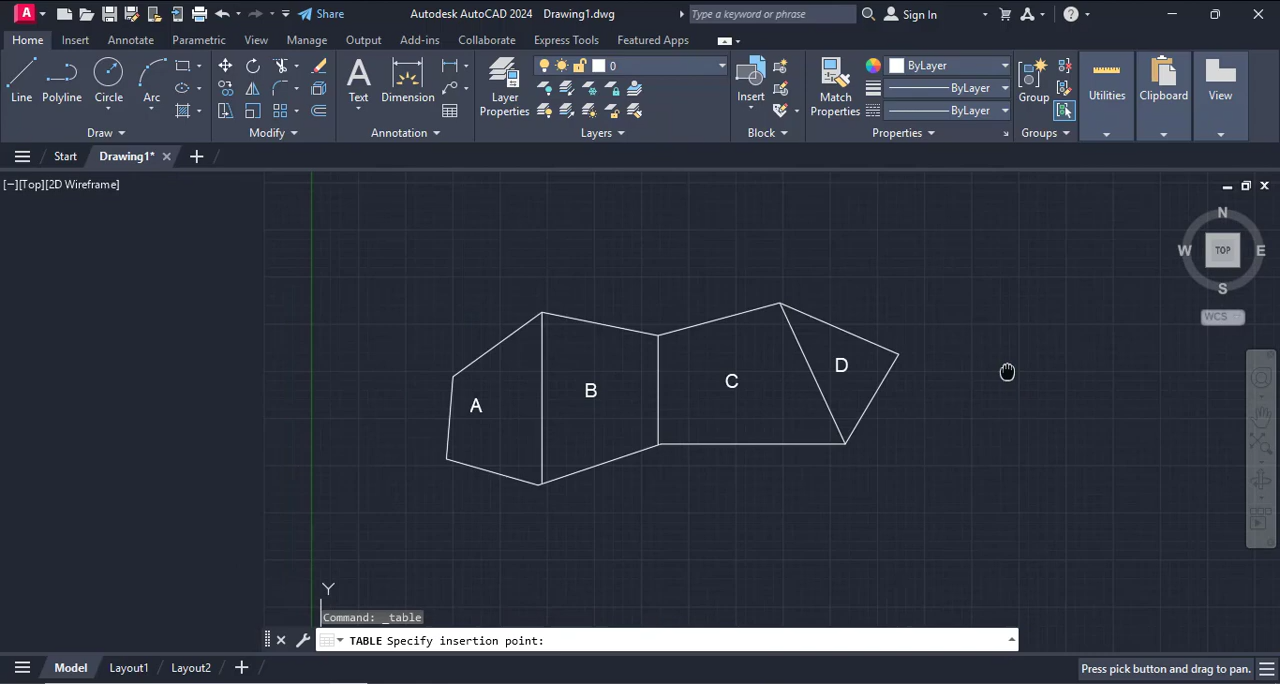 A Share Autodesk AutoCAD 2024 Drawing1.dwg Type a keyword or phrase Sign In
Home Insert Annotate Parametric View Manage Output Add-ins Collaborate Express Tools Featured Apps
0 ByLayer
ByLayer
ByLayer
Line Polyline Circle Arc Text Dimension Layer Properties Insert Match Properties Group Utilities Clipboard View
Draw Modify Annotation Layers Block Properties Groups
Start Drawing1* +
[−][Top][2D Wireframe]
N
W TOP E
S
WCS
A
B
C
D
Y
Command: _table
TABLE Specify insertion point:
Model Layout1 Layout2 + Press pick button and drag to pan.